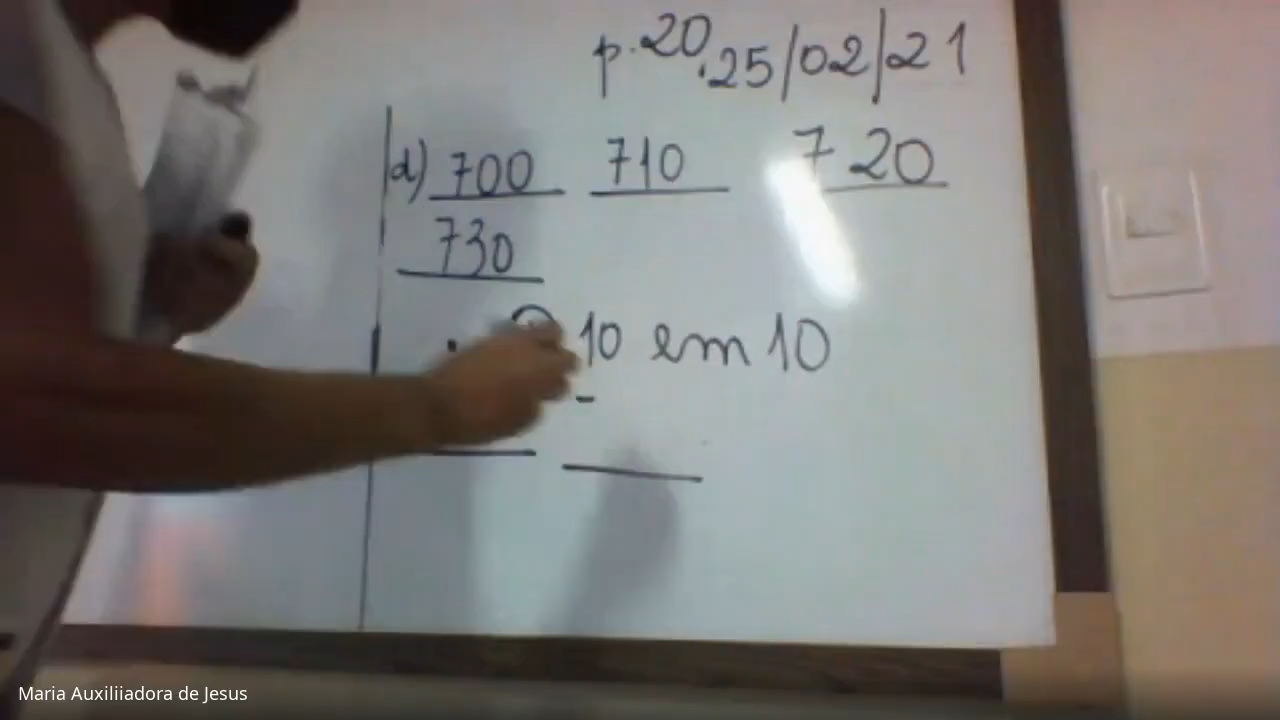 p. 20. 25/02/21
d) 700 710 720
730
10 em 10
Maria Auxiliiadora de Jesus